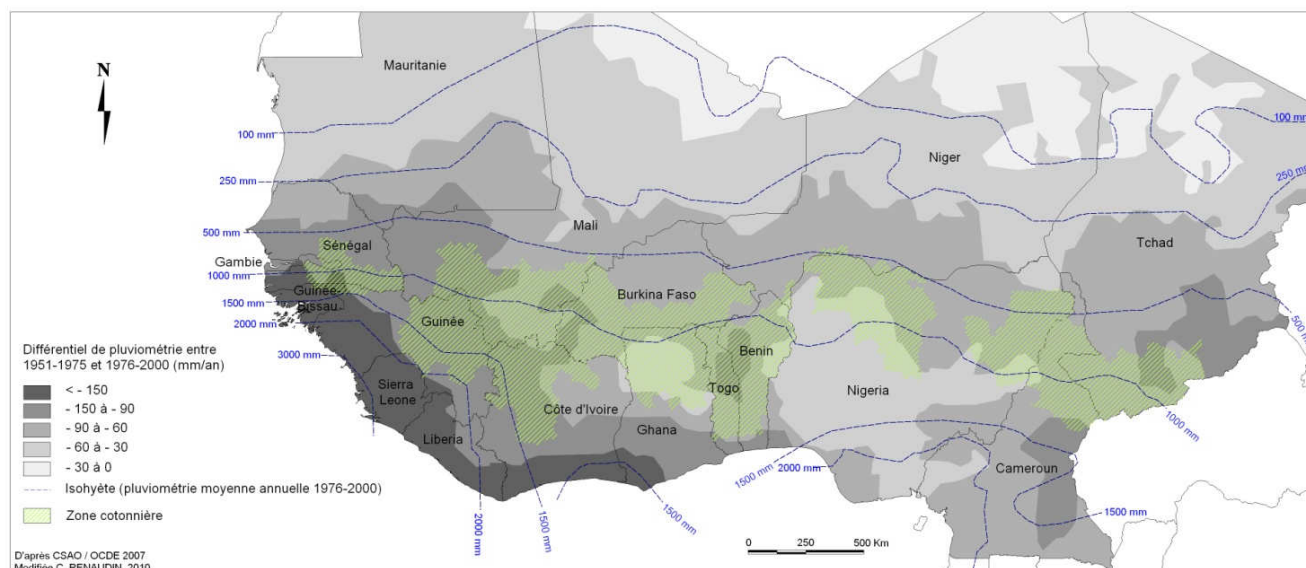 N
Mauritanie
100 mm
100 mm
Niger
250 mm
250 mm
Mali
500 mm
Sénégal
Tchad
Gambie
1000 mm
Guinée
Bissau
Burkina Faso
1500 mm
500 mm
2000 mm
Guinée
Benin
3000 mm
Différentiel de pluviométrie entre
1951-1975 et 1976-2000 (mm/an)
< - 150
- 150 à - 90
- 90 à - 60
- 60 à - 30
- 30 à 0
Isohyète (pluviométrie moyenne annuelle 1976-2000)
Zone cotonnière
Sierra
Leone
Togo
Nigeria
Côte d'Ivoire
1000 mm
Liberia
Ghana
1500 mm
2000 mm
Cameroun
2000 mm
1500 mm
1500 mm
1500 mm
0 250 500 Km
D'après CSAO / OCDE 2007
Modifiée C. RENAUDIN, 2010